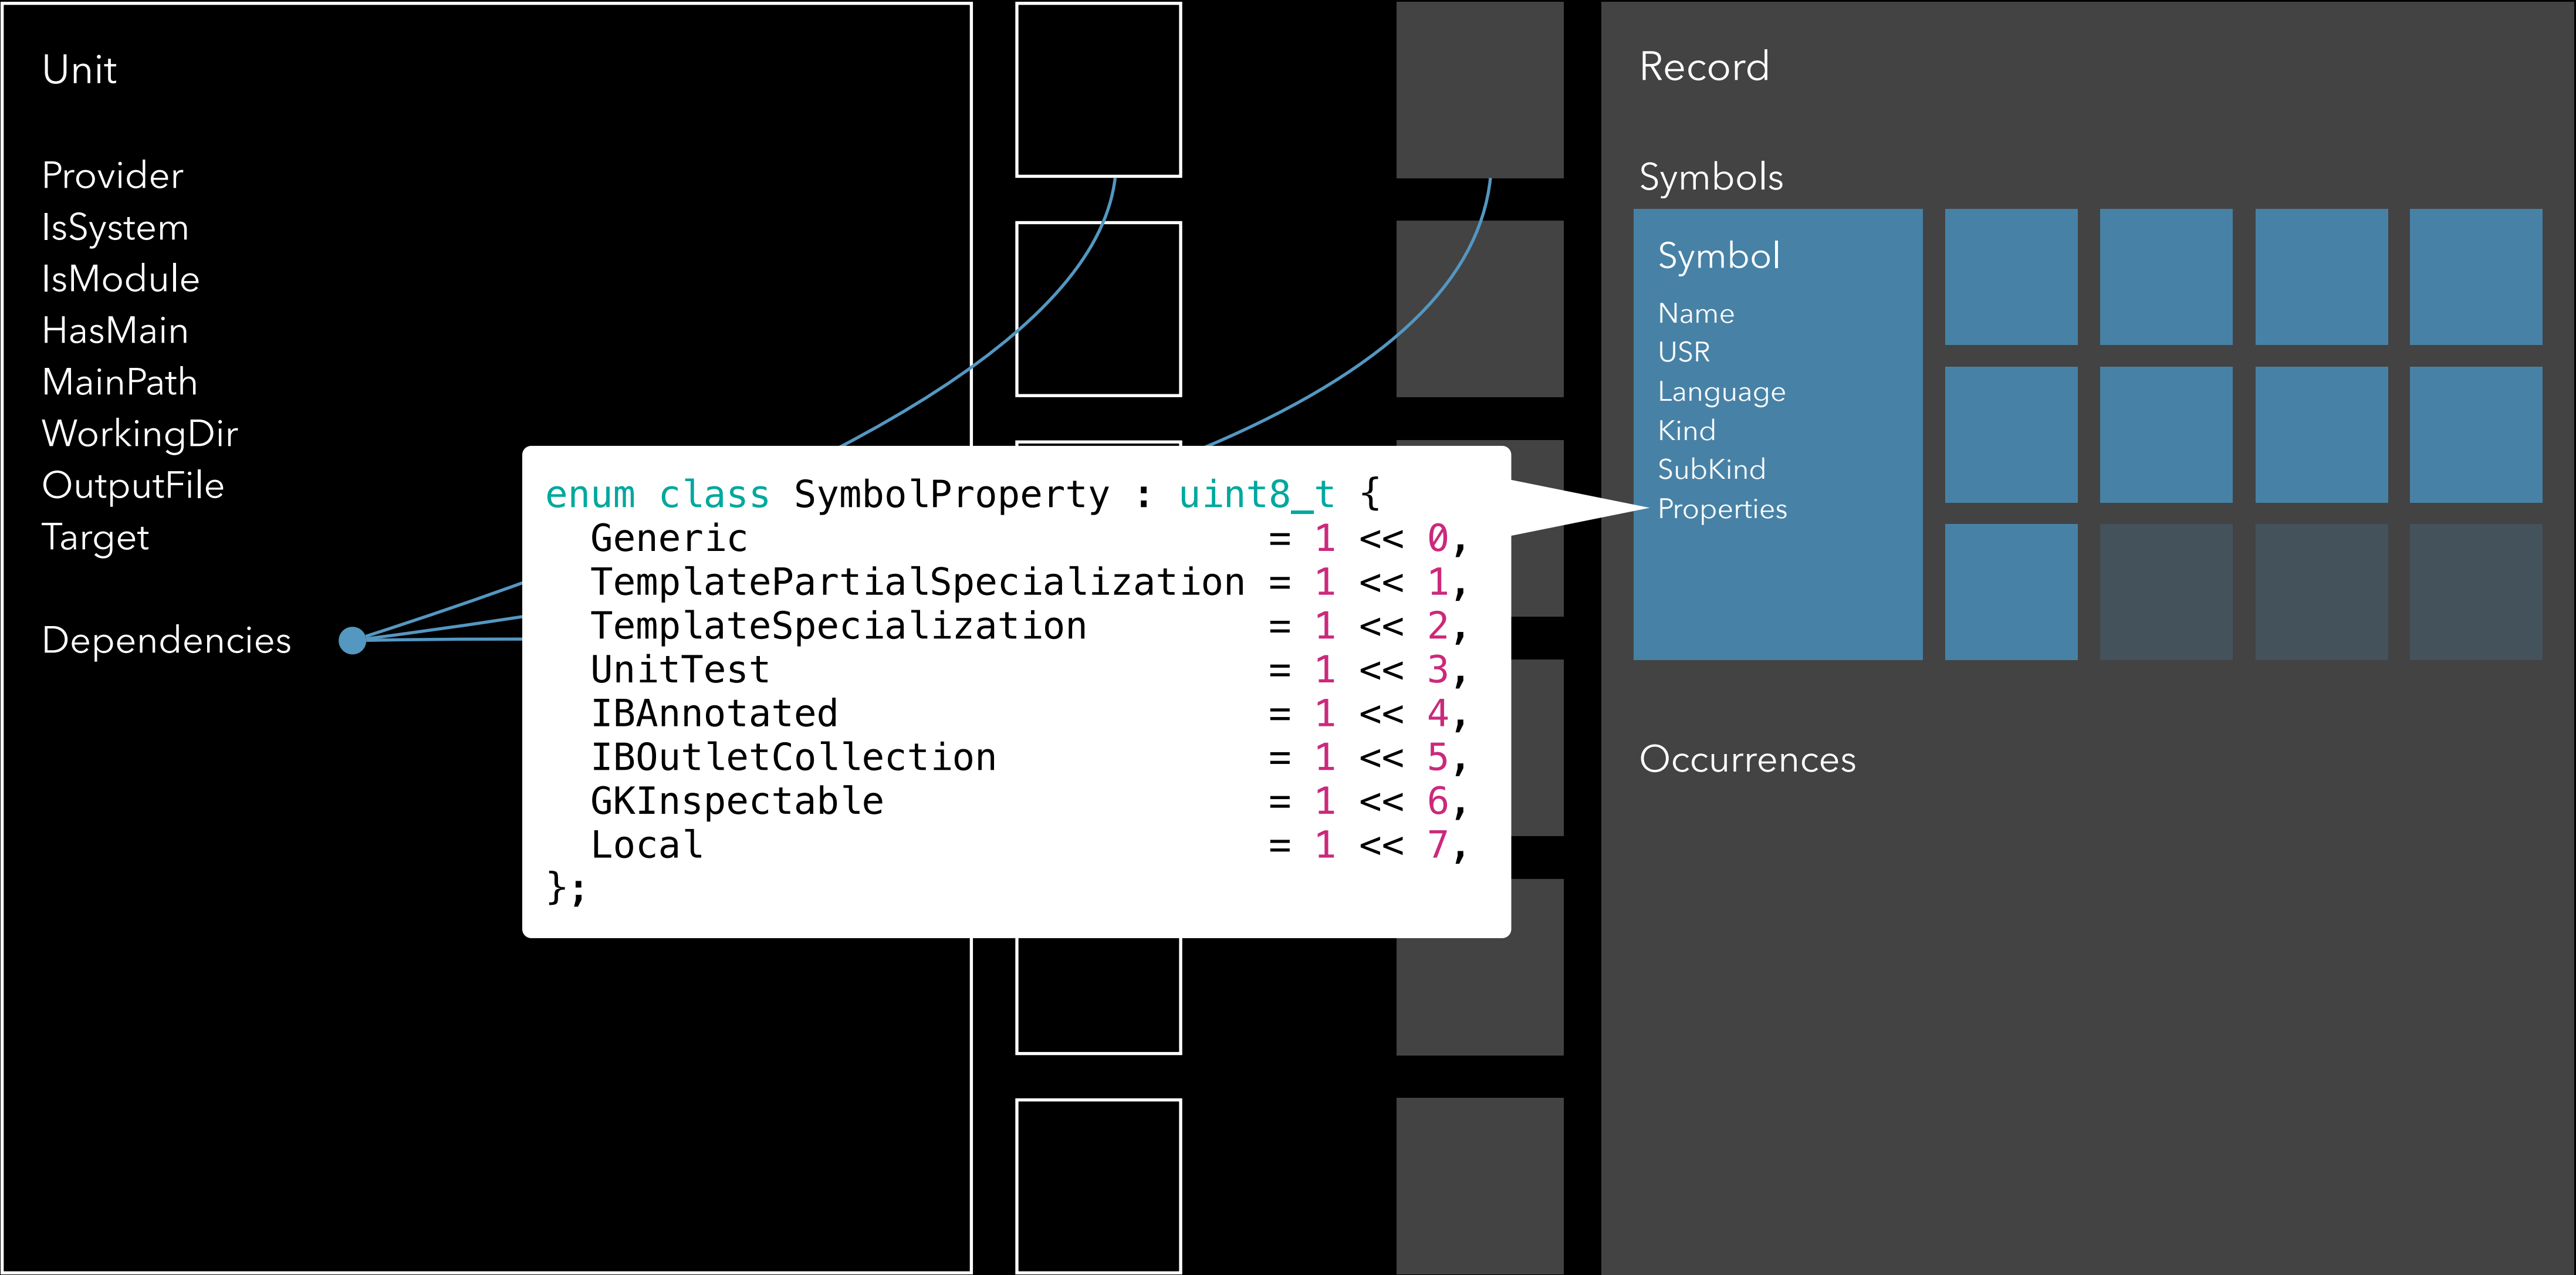 Unit
Provider
IsSystem
IsModule
HasMain
MainPath
WorkingDir
OutputFile
Target
Dependencies
enum class SymbolProperty : uint8_t {
  Generic                       = 1 << 0,
  TemplatePartialSpecialization = 1 << 1,
  TemplateSpecialization        = 1 << 2,
  UnitTest                      = 1 << 3,
  IBAnnotated                   = 1 << 4,
  IBOutletCollection            = 1 << 5,
  GKInspectable                 = 1 << 6,
  Local                         = 1 << 7,
};
Record
Symbols
Symbol
Name
USR
Language
Kind
SubKind
Properties
Occurrences